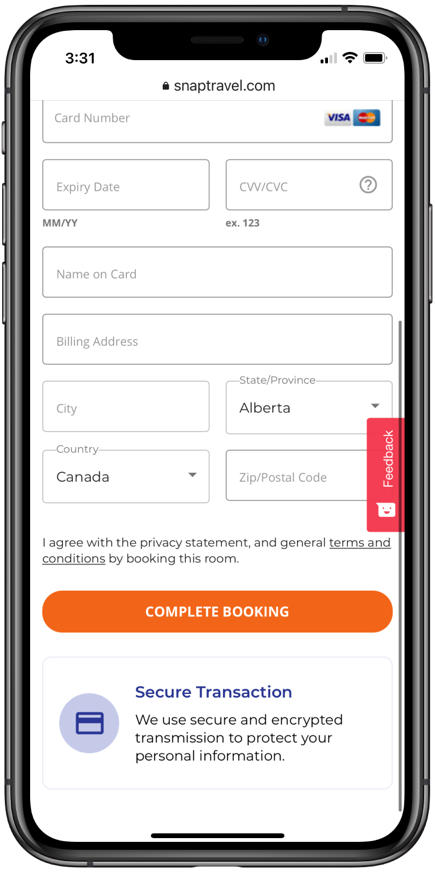 3:31
snaptravel.com
Card Number VISA MasterCard
Expiry Date CVV/CVC
MM/YY ex. 123
Name on Card
Billing Address
State/Province
City Alberta
Feedback
Country
Canada Zip/Postal Code
I agree with the privacy statement, and general terms and
conditions by booking this room.
COMPLETE BOOKING
Secure Transaction
We use secure and encrypted
transmission to protect your
personal information.